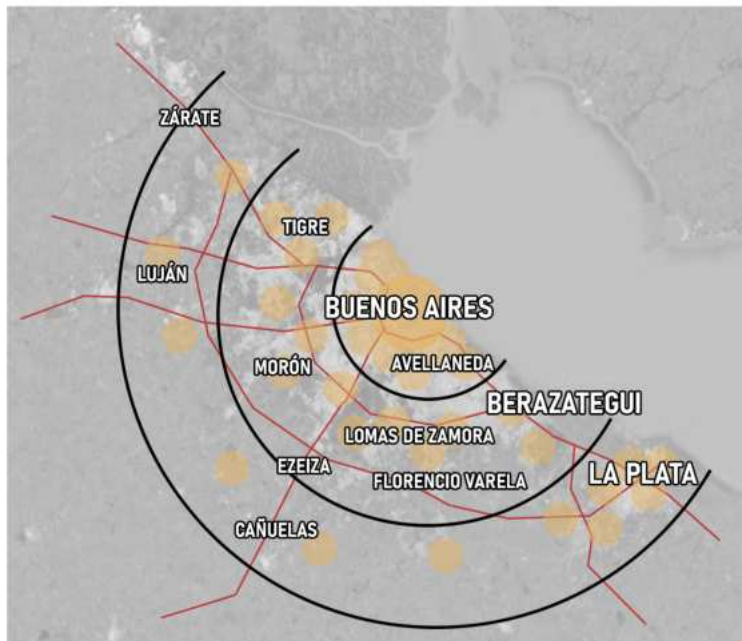 ZÁRATE
TIGRE
LUJÁN
BUENOS AIRES
MORÓN
AVELLANEDA
BERAZATEGUI
LOMAS DE ZAMORA
EZEIZA
FLORENCIO VARELA
LA PLATA
CAÑUELAS